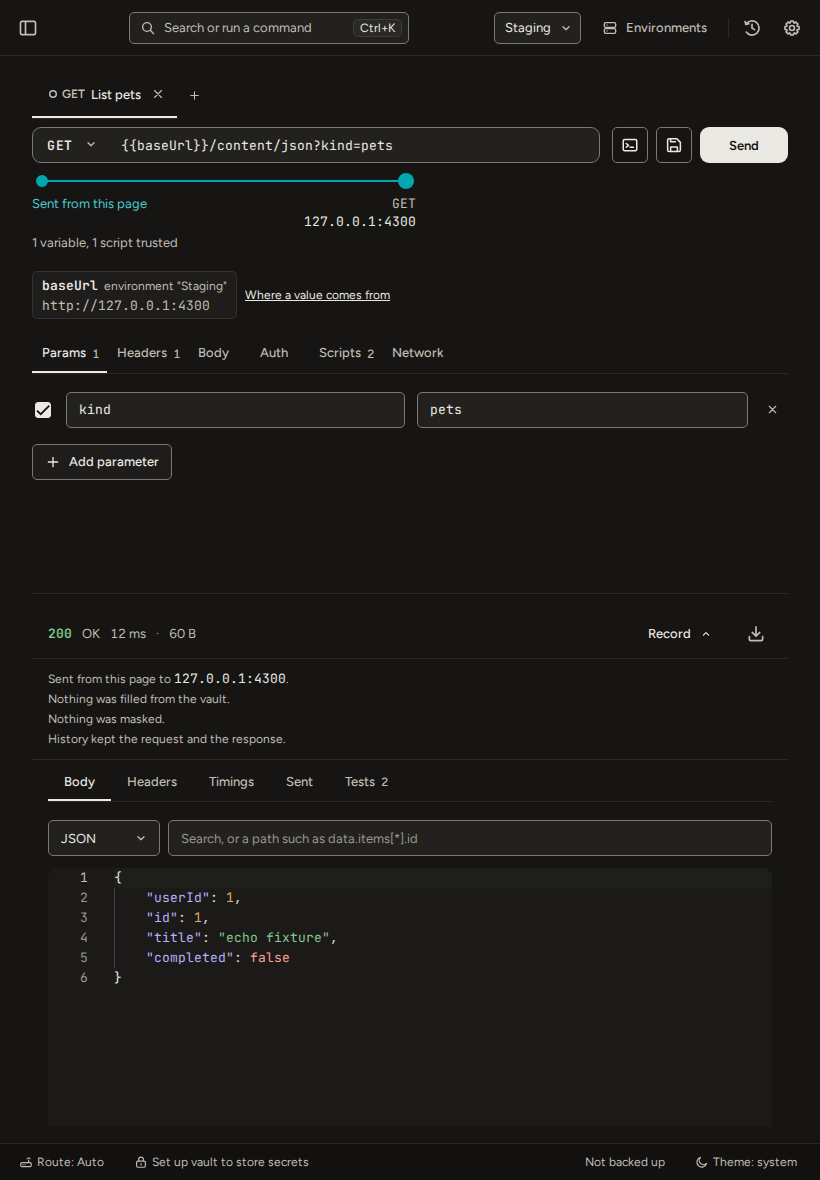 Search or run a command Ctrl+K Staging Environments
GET List pets
GET {{baseUrl}}/content/json?kind=pets Send
Sent from this page GET
127.0.0.1:4300
1 variable, 1 script trusted
baseUrl environment "Staging"
http://127.0.0.1:4300
Where a value comes from
Params 1 Headers 1 Body Auth Scripts 2 Network
kind pets
Add parameter
200 OK 12 ms · 60 B Record
Sent from this page to 127.0.0.1:4300.
Nothing was filled from the vault.
Nothing was masked.
History kept the request and the response.
Body Headers Timings Sent Tests 2
JSON Search, or a path such as data.items[*].id
1 {
2 "userId": 1,
3 "id": 1,
4 "title": "echo fixture",
5 "completed": false
6 }
Route: Auto Set up vault to store secrets Not backed up Theme: system